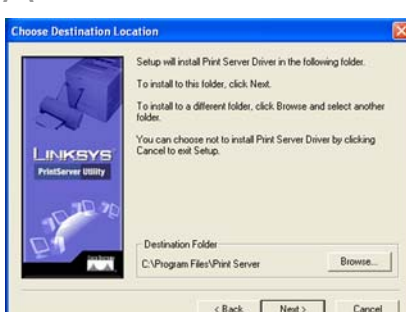 Choose Destination Location
Setup will install Print Server Driver in the following folder.
To install to this folder, click Next.
To install to a different folder, click Browse and select another
folder.
You can choose not to install Print Server Driver by clicking
Cancel to exit Setup.
LINKSYS
PrintServer Utility
Destination Folder
C:\Program Files\Print Server
Browse...
< Back
Next >
Cancel